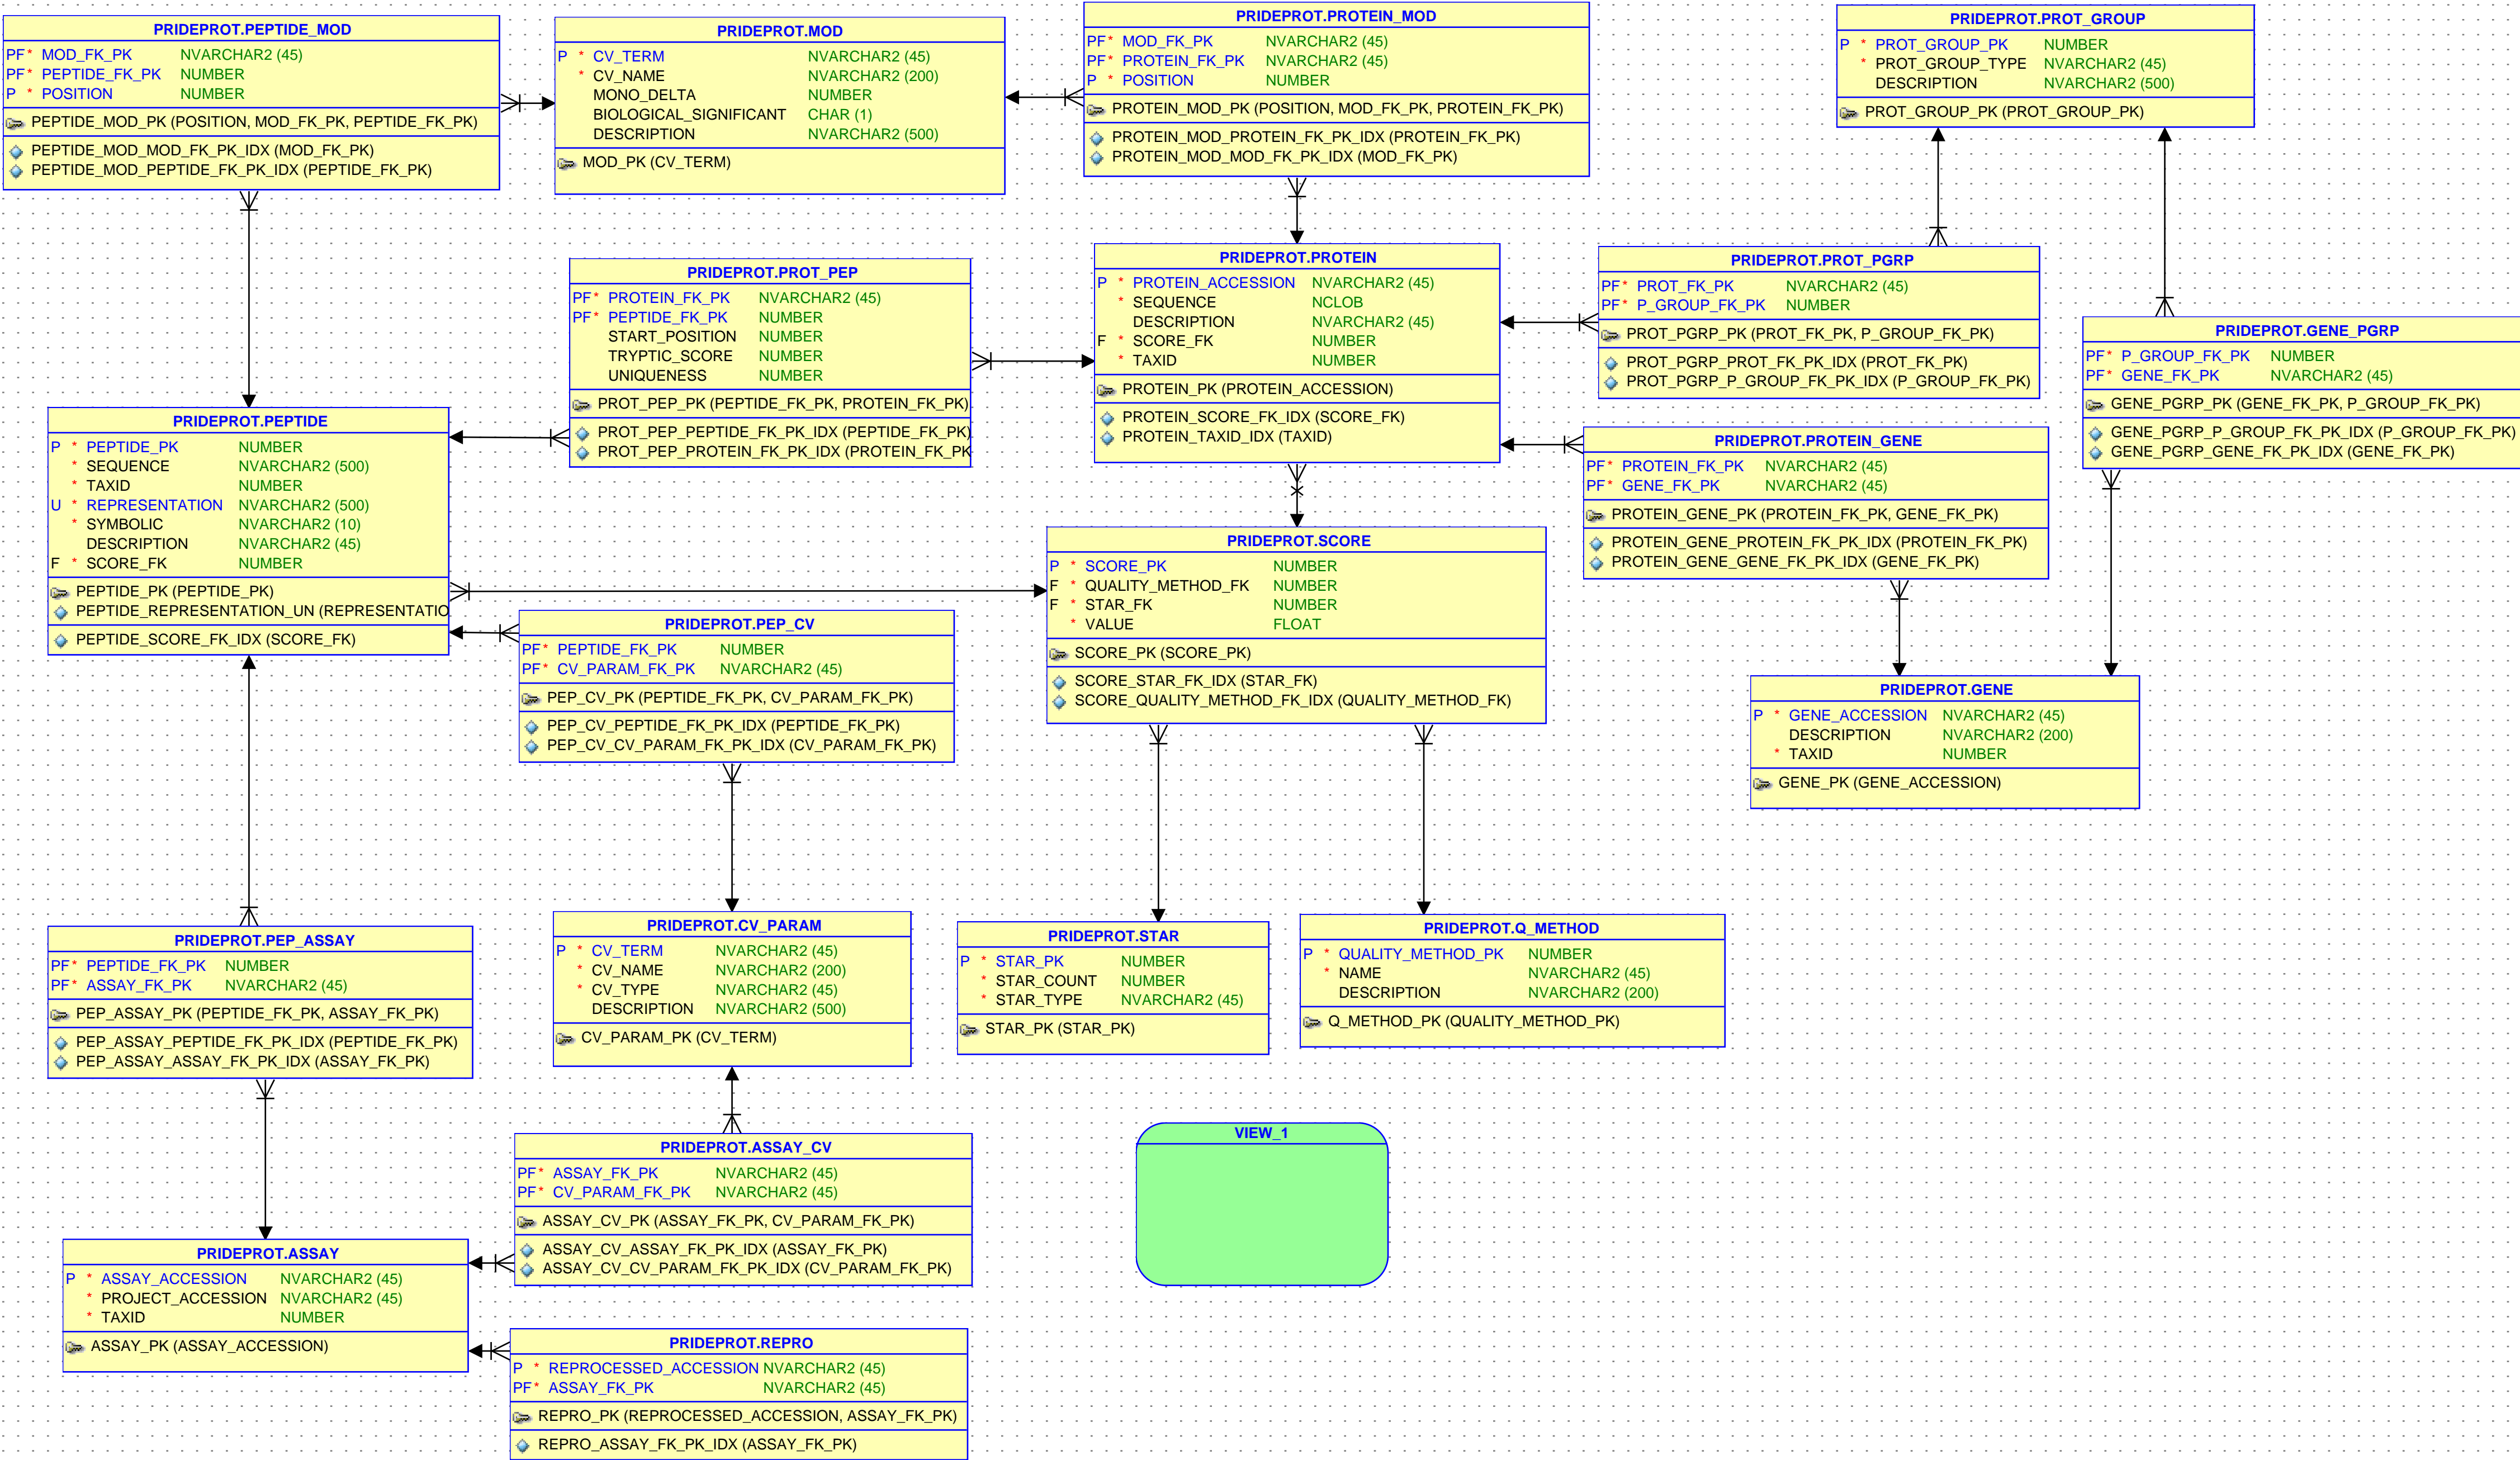 PRIDEPROT.PEPTIDE_MOD
PF* MOD_FK_PK NVARCHAR2 (45)
PF* PEPTIDE_FK_PK NUMBER
P * POSITION NUMBER
PEPTIDE_MOD_PK (POSITION, MOD_FK_PK, PEPTIDE_FK_PK)
PEPTIDE_MOD_MOD_FK_PK_IDX (MOD_FK_PK)
PEPTIDE_MOD_PEPTIDE_FK_PK_IDX (PEPTIDE_FK_PK)
PRIDEPROT.MOD
P * CV_TERM NVARCHAR2 (45)
* CV_NAME NVARCHAR2 (200)
MONO_DELTA NUMBER
BIOLOGICAL_SIGNIFICANT CHAR (1)
DESCRIPTION NVARCHAR2 (500)
MOD_PK (CV_TERM)
PRIDEPROT.PROTEIN_MOD
PF* MOD_FK_PK NVARCHAR2 (45)
PF* PROTEIN_FK_PK NVARCHAR2 (45)
P * POSITION NUMBER
PROTEIN_MOD_PK (POSITION, MOD_FK_PK, PROTEIN_FK_PK)
PROTEIN_MOD_PROTEIN_FK_PK_IDX (PROTEIN_FK_PK)
PROTEIN_MOD_MOD_FK_PK_IDX (MOD_FK_PK)
PRIDEPROT.PROT_GROUP
P * PROT_GROUP_PK NUMBER
* PROT_GROUP_TYPE NVARCHAR2 (45)
DESCRIPTION NVARCHAR2 (500)
PROT_GROUP_PK (PROT_GROUP_PK)
PRIDEPROT.PROT_PEP
PF* PROTEIN_FK_PK NVARCHAR2 (45)
PF* PEPTIDE_FK_PK NUMBER
START_POSITION NUMBER
TRYPTIC_SCORE NUMBER
UNIQUENESS NUMBER
PROT_PEP_PK (PEPTIDE_FK_PK, PROTEIN_FK_PK)
PROT_PEP_PEPTIDE_FK_PK_IDX (PEPTIDE_FK_PK)
PROT_PEP_PROTEIN_FK_PK_IDX (PROTEIN_FK_PK
PRIDEPROT.PROTEIN
P * PROTEIN_ACCESSION NVARCHAR2 (45)
* SEQUENCE NCLOB
DESCRIPTION NVARCHAR2 (45)
F * SCORE_FK NUMBER
* TAXID NUMBER
PROTEIN_PK (PROTEIN_ACCESSION)
PROTEIN_SCORE_FK_IDX (SCORE_FK)
PROTEIN_TAXID_IDX (TAXID)
PRIDEPROT.PROT_PGRP
PF* PROT_FK_PK NVARCHAR2 (45)
PF* P_GROUP_FK_PK NUMBER
PROT_PGRP_PK (PROT_FK_PK, P_GROUP_FK_PK)
PROT_PGRP_PROT_FK_PK_IDX (PROT_FK_PK)
PROT_PGRP_P_GROUP_FK_PK_IDX (P_GROUP_FK_PK)
PRIDEPROT.GENE_PGRP
PF* P_GROUP_FK_PK NUMBER
PF* GENE_FK_PK NVARCHAR2 (45)
GENE_PGRP_PK (GENE_FK_PK, P_GROUP_FK_PK)
GENE_PGRP_P_GROUP_FK_PK_IDX (P_GROUP_FK_PK)
GENE_PGRP_GENE_FK_PK_IDX (GENE_FK_PK)
PRIDEPROT.PEPTIDE
P * PEPTIDE_PK NUMBER
* SEQUENCE NVARCHAR2 (500)
* TAXID NUMBER
U * REPRESENTATION NVARCHAR2 (500)
* SYMBOLIC NVARCHAR2 (10)
DESCRIPTION NVARCHAR2 (45)
F * SCORE_FK NUMBER
PEPTIDE_PK (PEPTIDE_PK)
PEPTIDE_REPRESENTATION_UN (REPRESENTATIO
PEPTIDE_SCORE_FK_IDX (SCORE_FK)
PRIDEPROT.PROTEIN_GENE
PF* PROTEIN_FK_PK NVARCHAR2 (45)
PF* GENE_FK_PK NVARCHAR2 (45)
PROTEIN_GENE_PK (PROTEIN_FK_PK, GENE_FK_PK)
PROTEIN_GENE_PROTEIN_FK_PK_IDX (PROTEIN_FK_PK)
PROTEIN_GENE_GENE_FK_PK_IDX (GENE_FK_PK)
PRIDEPROT.SCORE
P * SCORE_PK NUMBER
F * QUALITY_METHOD_FK NUMBER
F * STAR_FK NUMBER
* VALUE FLOAT
SCORE_PK (SCORE_PK)
SCORE_STAR_FK_IDX (STAR_FK)
SCORE_QUALITY_METHOD_FK_IDX (QUALITY_METHOD_FK)
PRIDEPROT.PEP_CV
PF* PEPTIDE_FK_PK NUMBER
PF* CV_PARAM_FK_PK NVARCHAR2 (45)
PEP_CV_PK (PEPTIDE_FK_PK, CV_PARAM_FK_PK)
PEP_CV_PEPTIDE_FK_PK_IDX (PEPTIDE_FK_PK)
PEP_CV_CV_PARAM_FK_PK_IDX (CV_PARAM_FK_PK)
PRIDEPROT.GENE
P * GENE_ACCESSION NVARCHAR2 (45)
DESCRIPTION NVARCHAR2 (200)
* TAXID NUMBER
GENE_PK (GENE_ACCESSION)
PRIDEPROT.PEP_ASSAY
PF* PEPTIDE_FK_PK NUMBER
PF* ASSAY_FK_PK NVARCHAR2 (45)
PEP_ASSAY_PK (PEPTIDE_FK_PK, ASSAY_FK_PK)
PEP_ASSAY_PEPTIDE_FK_PK_IDX (PEPTIDE_FK_PK)
PEP_ASSAY_ASSAY_FK_PK_IDX (ASSAY_FK_PK)
PRIDEPROT.CV_PARAM
P * CV_TERM NVARCHAR2 (45)
* CV_NAME NVARCHAR2 (200)
* CV_TYPE NVARCHAR2 (45)
DESCRIPTION NVARCHAR2 (500)
CV_PARAM_PK (CV_TERM)
PRIDEPROT.STAR
P * STAR_PK NUMBER
* STAR_COUNT NUMBER
* STAR_TYPE NVARCHAR2 (45)
STAR_PK (STAR_PK)
PRIDEPROT.Q_METHOD
P * QUALITY_METHOD_PK NUMBER
* NAME NVARCHAR2 (45)
DESCRIPTION NVARCHAR2 (200)
Q_METHOD_PK (QUALITY_METHOD_PK)
PRIDEPROT.ASSAY_CV
PF* ASSAY_FK_PK NVARCHAR2 (45)
PF* CV_PARAM_FK_PK NVARCHAR2 (45)
ASSAY_CV_PK (ASSAY_FK_PK, CV_PARAM_FK_PK)
ASSAY_CV_ASSAY_FK_PK_IDX (ASSAY_FK_PK)
ASSAY_CV_CV_PARAM_FK_PK_IDX (CV_PARAM_FK_PK)
VIEW_1
PRIDEPROT.ASSAY
P * ASSAY_ACCESSION NVARCHAR2 (45)
* PROJECT_ACCESSION NVARCHAR2 (45)
* TAXID NUMBER
ASSAY_PK (ASSAY_ACCESSION)
PRIDEPROT.REPRO
P * REPROCESSED_ACCESSION NVARCHAR2 (45)
PF* ASSAY_FK_PK NVARCHAR2 (45)
REPRO_PK (REPROCESSED_ACCESSION, ASSAY_FK_PK)
REPRO_ASSAY_FK_PK_IDX (ASSAY_FK_PK)